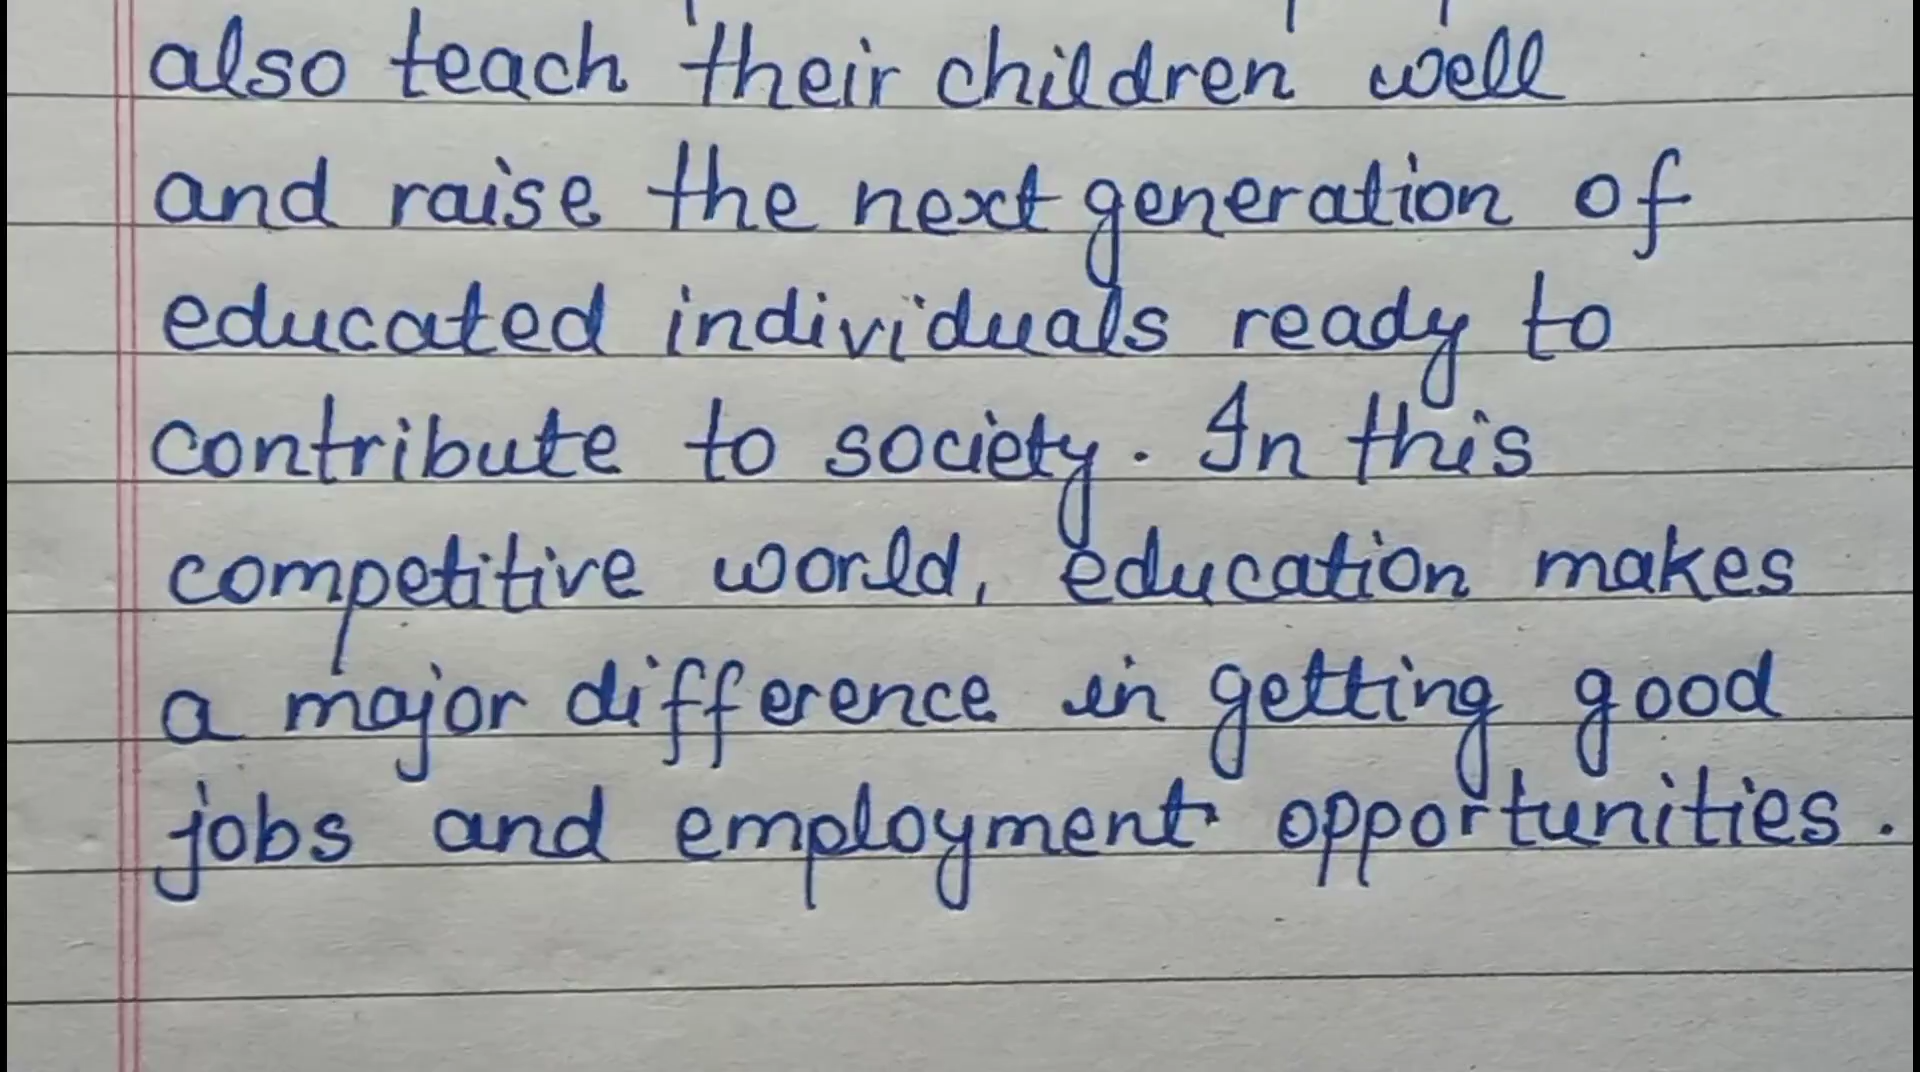 also teach their children well
and raise the next generation of
educated individuals ready to
contribute to society. In this
competitive world, education makes
a major difference in getting good
jobs and employment opportunities.